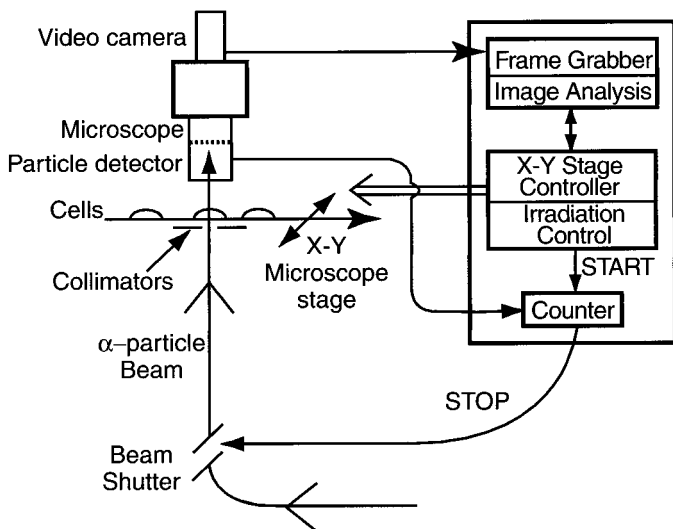 Video camera
Microscope
Particle detector
Cells
Collimators
X-Y
Microscope
stage
α–particle
Beam
Beam
Shutter
Frame Grabber
Image Analysis
X-Y Stage
Controller
Irradiation
Control
START
Counter
STOP